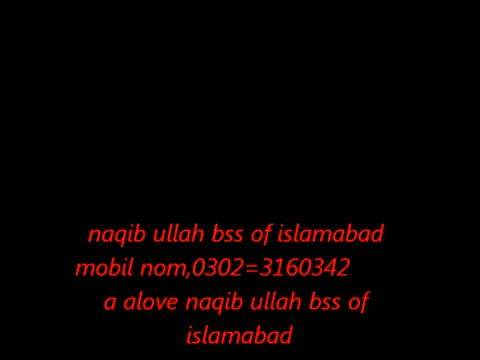 naqib ullah bss of islamabad
mobil nom,0302=3160342
a alove naqib ullah bss of
islamabad